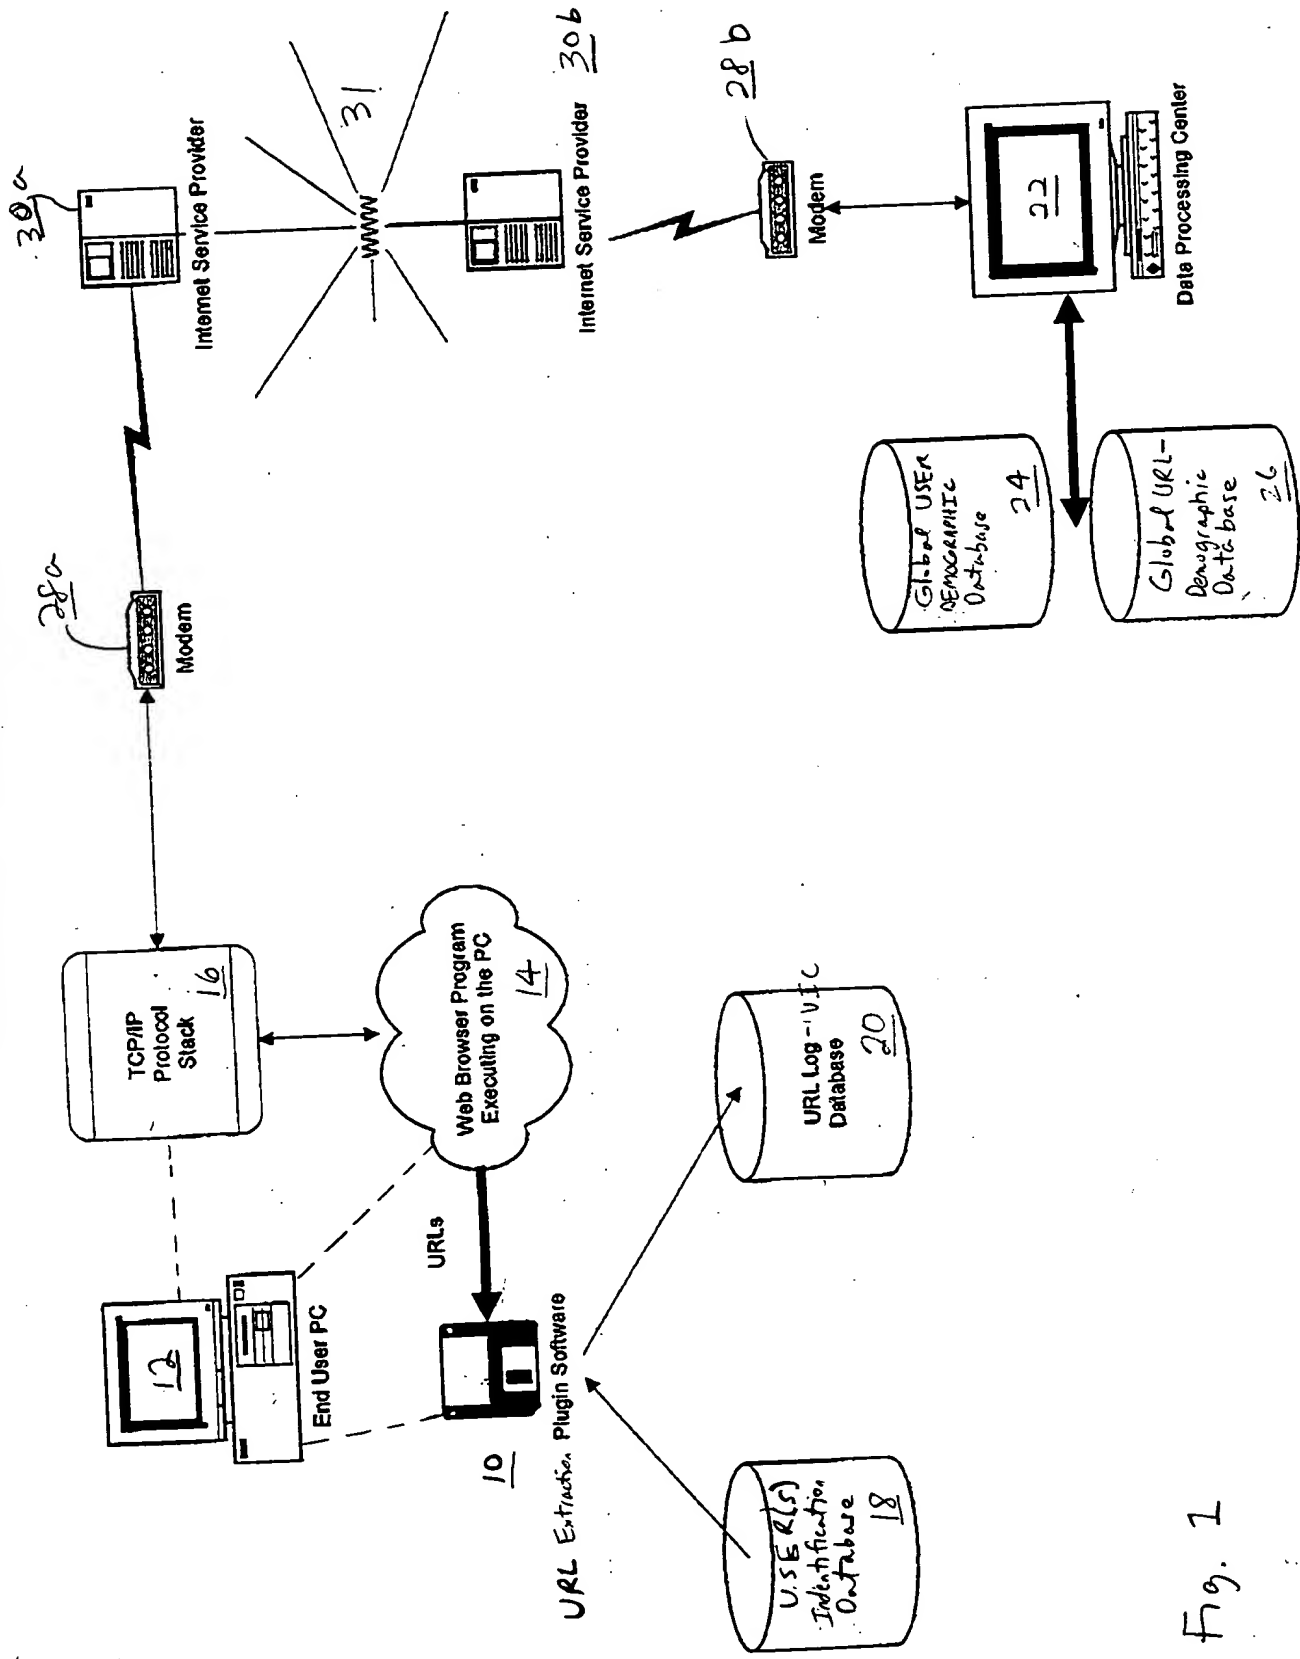 12
End User PC
TCP/IP
Protocol
Stack
16
28a
Modem
30a
Internet Service Provider
URLs
Web Browser Program
Executing on the PC
14
WWW
31
10
URL Extraction Plugin Software
Internet Service Provider
30b
U.SER(S)
Indentification
Database
18
URL Log - VIC
Database
20
Modem
28b
Global USER
DEMOGRAPHIC
Database
24
22
Data Processing Center
Global URL-
Demographic
Database
26
Fig. 1